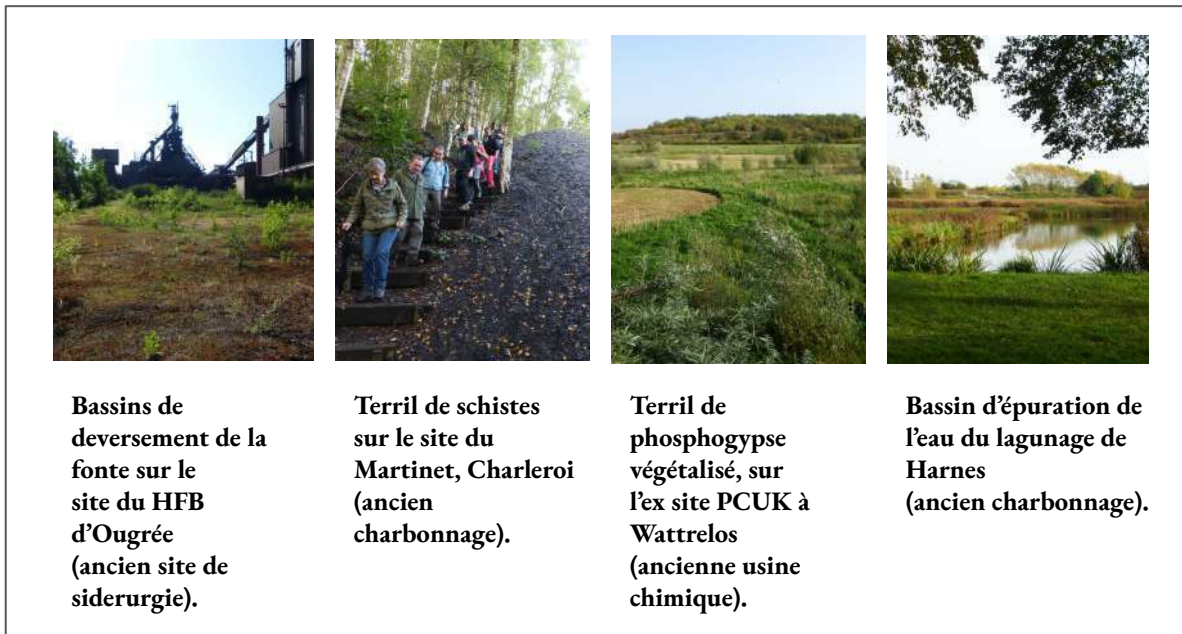 Bassins de
deversement de la
fonte sur le
site du HFB
d’Ougrée
(ancien site de
siderurgie).
Terril de schistes
sur le site du
Martinet, Charleroi
(ancien
charbonnage).
Terril de
phosphogypse
végétalisé, sur
l’ex site PCUK à
Wattrelos
(ancienne usine
chimique).
Bassin d’épuration de
l’eau du lagunage de
Harnes
(ancien charbonnage).